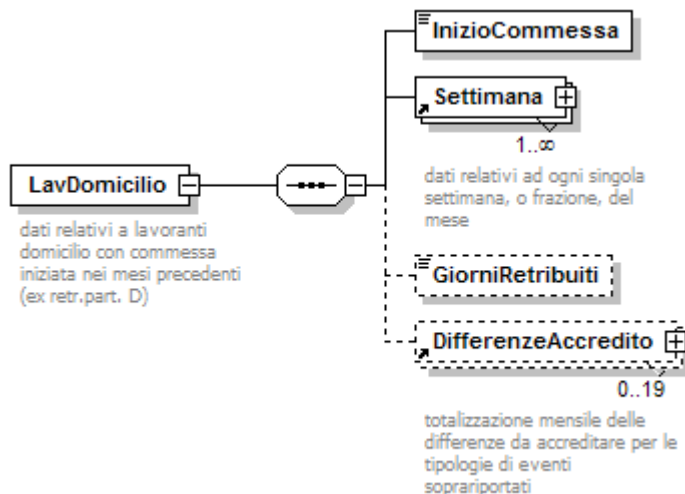 InizioCommessa
Settimana
1..∞
dati relativi ad ogni singola
settimana, o frazione, del
mese
LavDomicilio
dati relativi a lavoranti
domicilio con commessa
iniziata nei mesi precedenti
(ex retr.part. D)
GiorniRetribuiti
DifferenzeAccredito
0..19
totalizzazione mensile delle
differenze da accreditare per le
tipologie di eventi
soprariportati